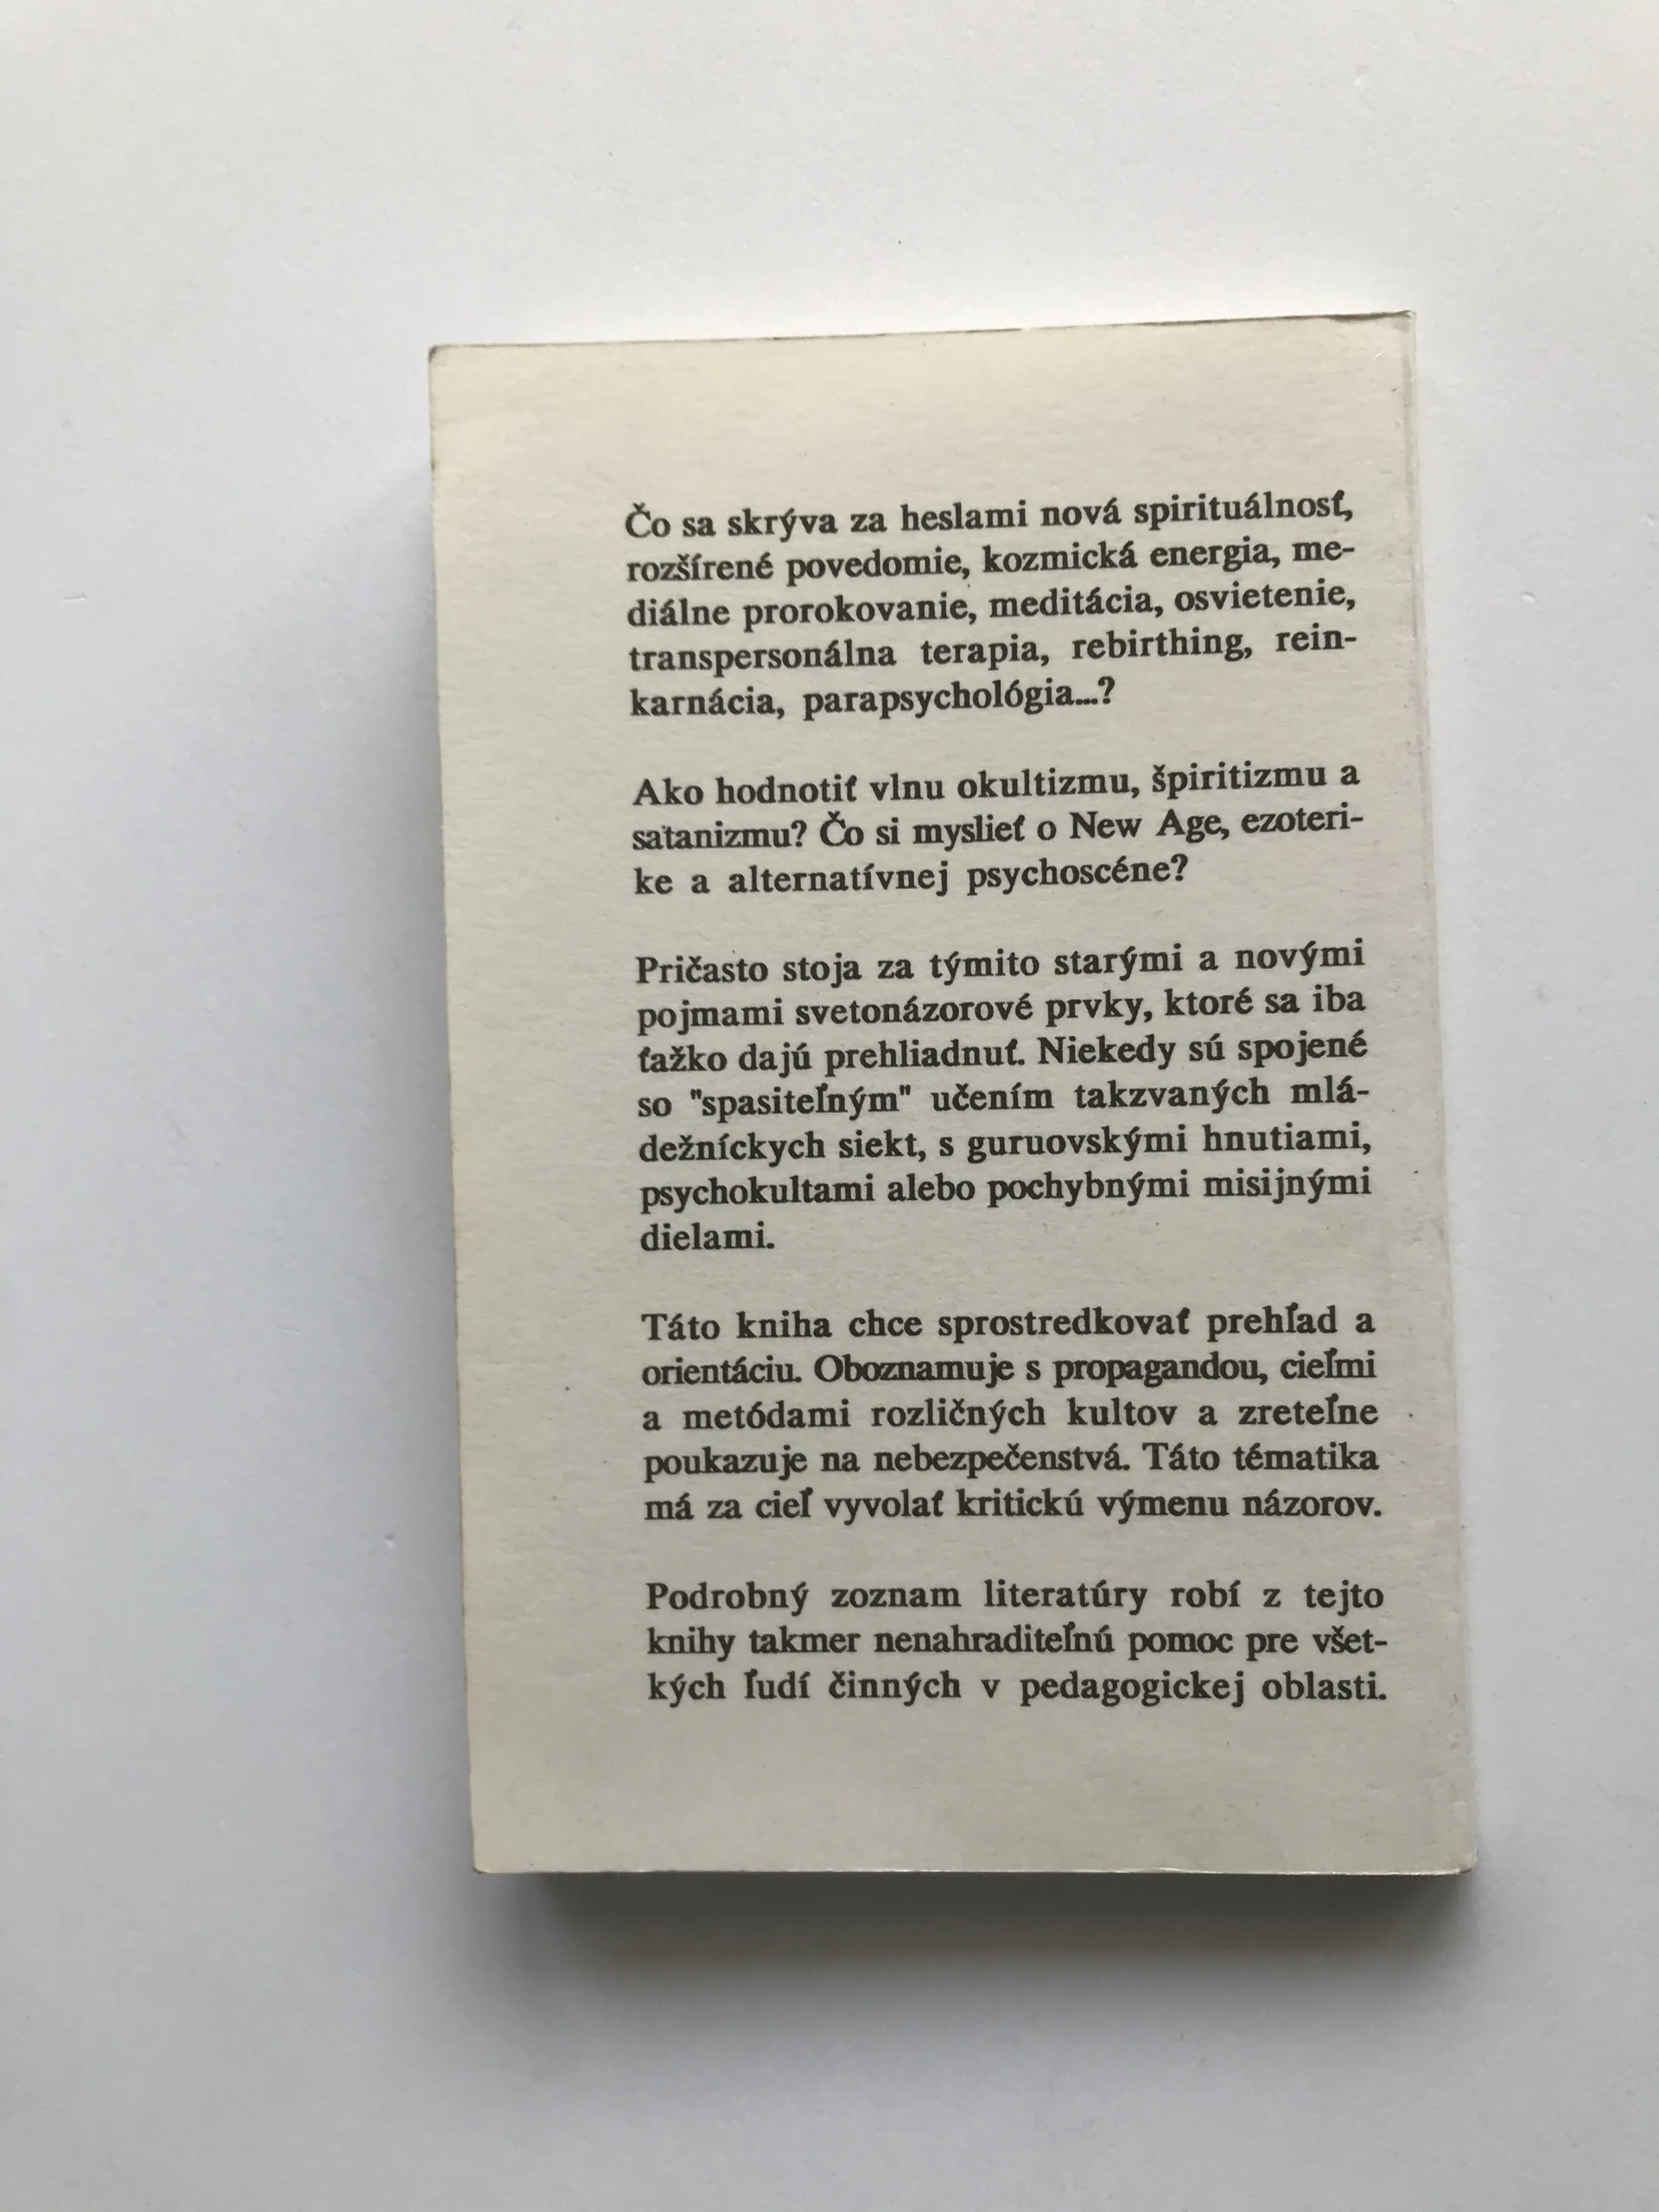 Čo sa skrýva za heslami nová spirituálnosť,
rozšírené povedomie, kozmická energia, me-
diálne prorokovanie, meditácia, osvietenie,
transpersonálna terapia, rebirthing, rein-
karnácia, parapsychológia...?
Ako hodnotiť vlnu okultizmu, špiritizmu a
satanizmu? Čo si myslieť o New Age, ezoteri-
ke a alternatívnej psychoscéne?
Pričasto stoja za týmito starými a novými
pojmami svetonázorové prvky, ktoré sa iba
ťažko dajú prehliadnuť. Niekedy sú spojené
so "spasiteľným" učením takzvaných mlá-
dežníckych siekt, s guruovskými hnutiami,
psychokultami alebo pochybnými misijnými
dielami.
Táto kniha chce sprostredkovať prehľad a
orientáciu. Oboznamuje s propagandou, cieľmi
a metódami rozličných kultov a zreteľne
poukazuje na nebezpečenstvá. Táto tématika
má za cieľ vyvolať kritickú výmenu názorov.
Podrobný zoznam literatúry robí z tejto
knihy takmer nenahraditeľnú pomoc pre všet-
kých ľudí činných v pedagogickej oblasti.